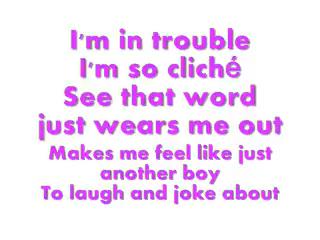 I'm in trouble
I'm so cliché
See that word
just wears me out
Makes me feel like just
another boy
To laugh and joke about